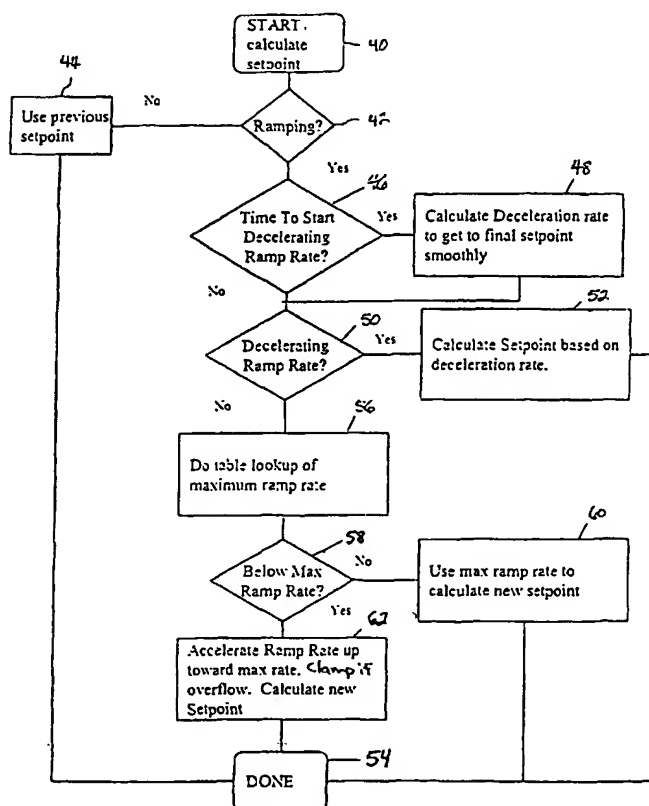 START.
calculate
setpoint
40
44
Use previous
setpoint
No
Ramping?
42
Yes
46
Time To Start
Decelerating
Ramp Rate?
Yes
48
Calculate Deceleration rate
to get to final setpoint
smoothly
No
50
Decelerating
Ramp Rate?
Yes
52
Calculate Setpoint based on
deceleration rate.
No
56
Do table lookup of
maximum ramp rate
58
Below Max
Ramp Rate?
No
60
Use max ramp rate to
calculate new setpoint
Yes
62
Accelerate Ramp Rate up
toward max rate. Clamp if
overflow. Calculate new
Setpoint
54
DONE